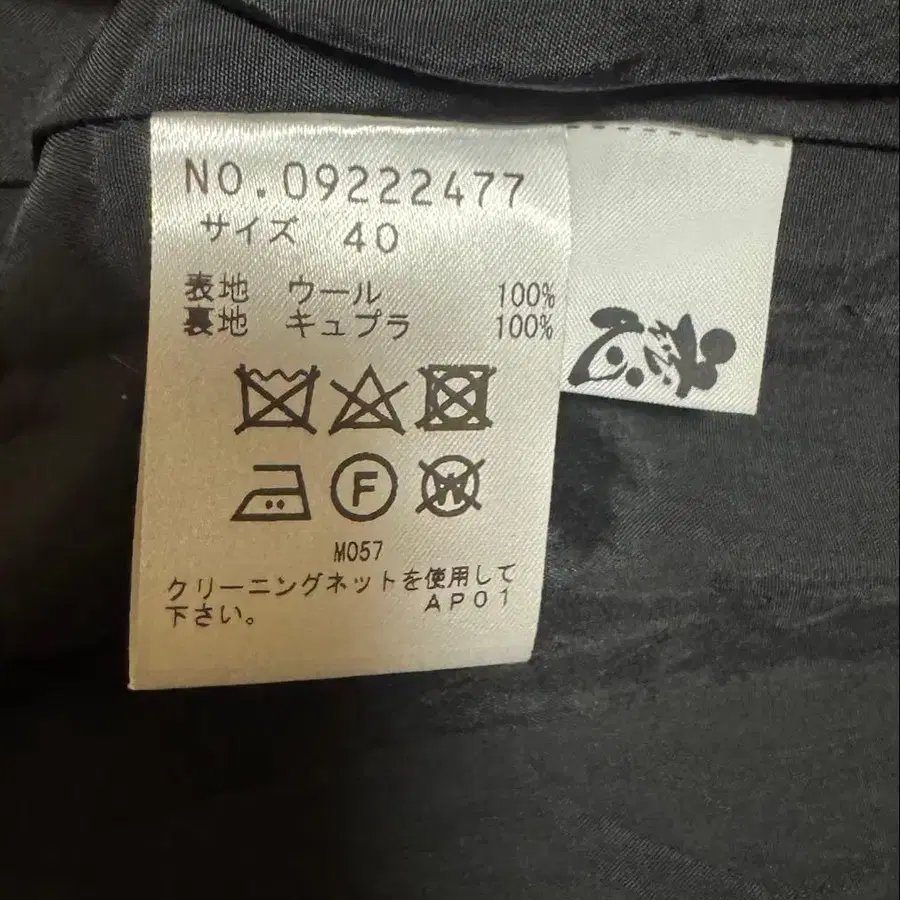 NO.09222477
サイズ 40
表地 ウール 100%
裏地 キュプラ 100%
F
W
M057
クリーニングネットを使用して
下さい。 AP01